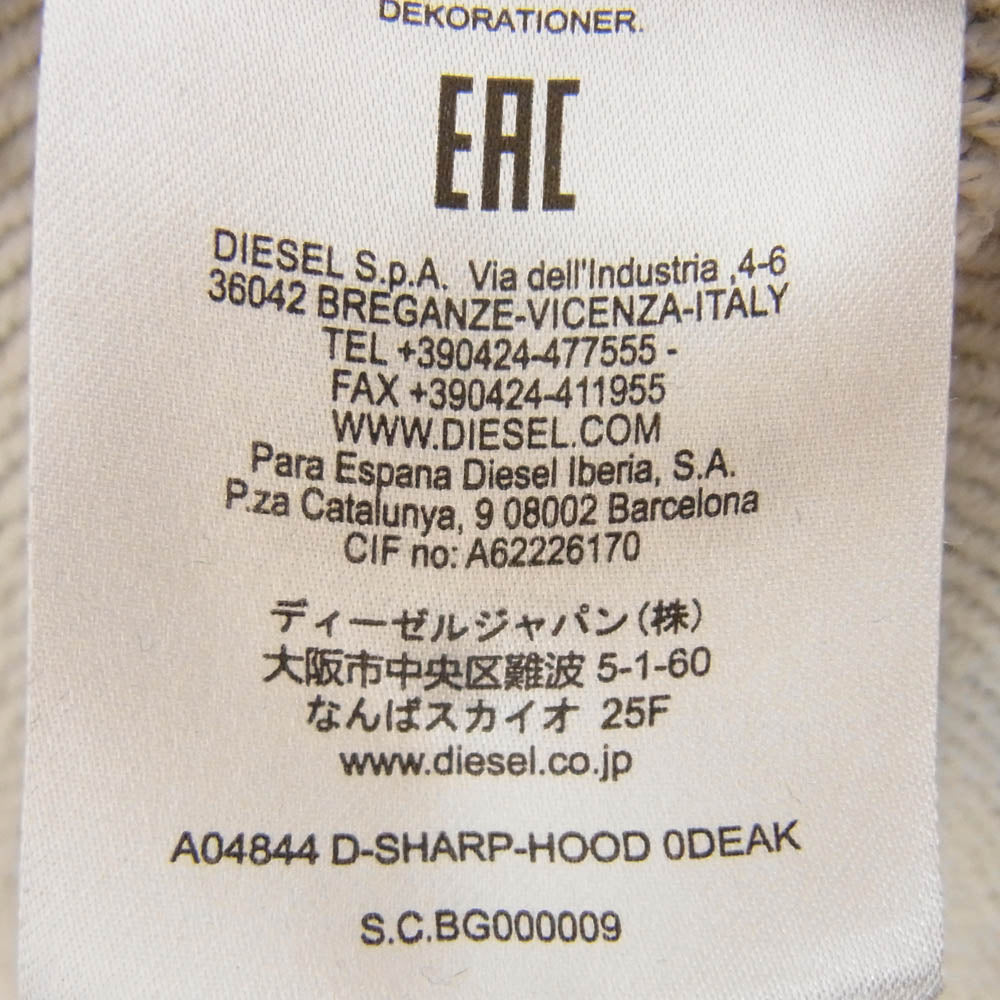 DEKORATIONER.
EAC
DIESEL S.p.A. Via dell'Industria ,4-6
36042 BREGANZE-VICENZA-ITALY
TEL +390424-477555 -
FAX +390424-411955
WWW.DIESEL.COM
Para Espana Diesel Iberia, S.A.
P.za Catalunya, 9 08002 Barcelona
CIF no: A62226170
ディーゼルジャパン(株)
大阪市中央区難波 5-1-60
なんばスカイオ 25F
www.diesel.co.jp
A04844 D-SHARP-HOOD 0DEAK
S.C.BG000009